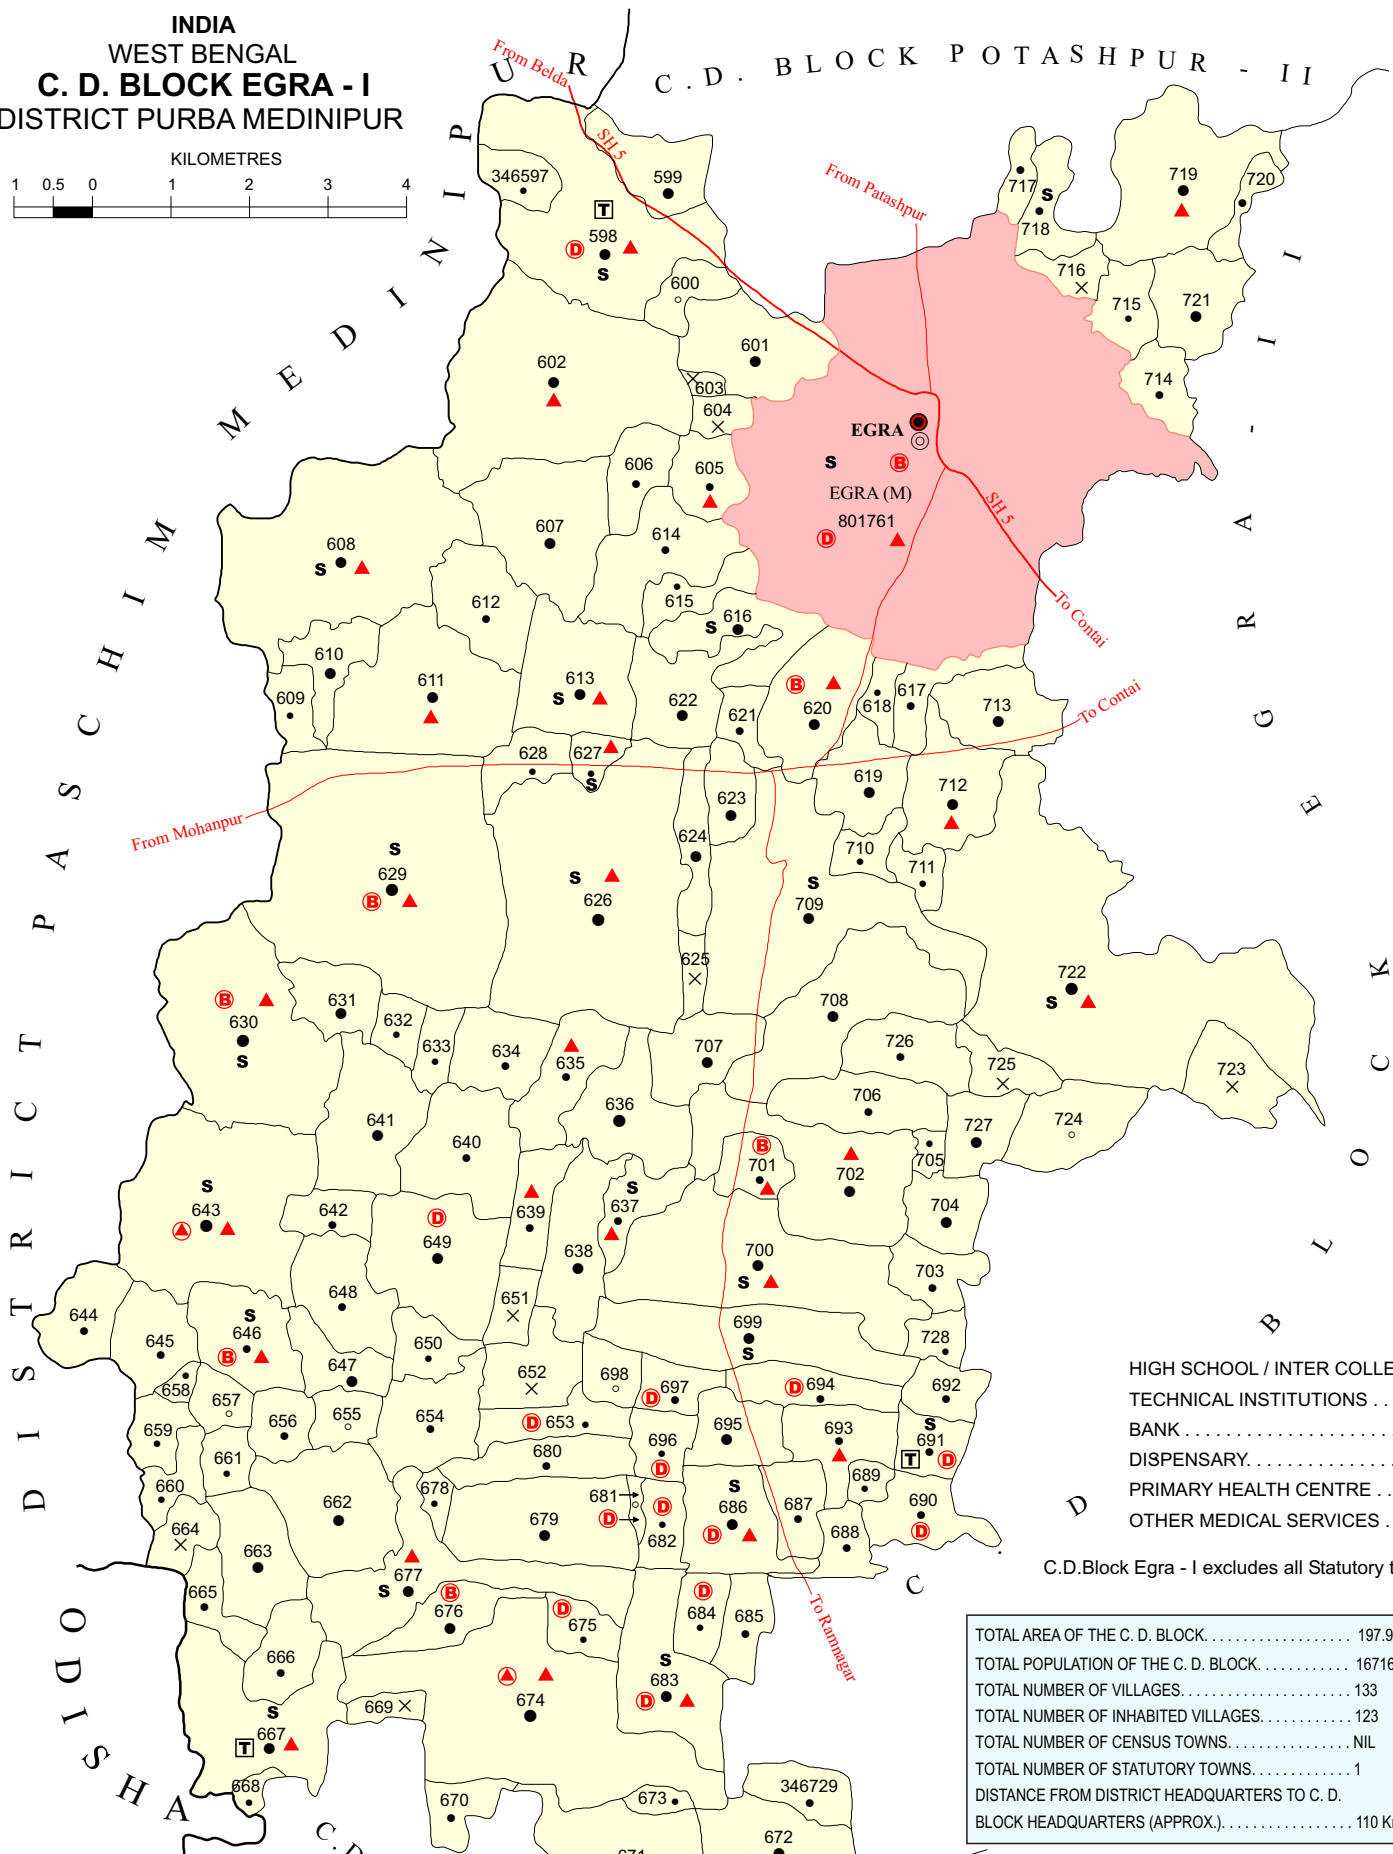 INDIA
WEST BENGAL
C. D. BLOCK EGRA - I
DISTRICT PURBA MEDINIPUR
KILOMETRES
1 0.5 0 1 2 3 4
DISTRICT PASCHIM MEDINIPUR
C.D. BLOCK POTASHPUR - II
C.D. BLOCK EGRA - II
From Belda
SH 5
From Patashpur
346597
599
717
719
720
T
S
718
D 598
S
716
600
715
721
602
601
603
714
604
EGRA
606
605
S
B
EGRA (M)
801761
D
SH 5
607
614
608
S
612
615
S 616
To Contai
610
609
611
613
S
622
621
B
620
618
617
713
To Contai
628
627
S
619
712
From Mohanpur
623
624
710
711
S
629
B
S
626
S
709
625
722
S
B
630
S
631
632
633
634
635
707
708
726
725
723
636
706
641
640
B
701
702
705
727
724
S
643
642
D
649
639
S
637
704
638
700
S
703
644
648
651
S
646
B
645
647
650
699
S
728
658
657
652
698
D 697
D 694
692
659
656
655
654
D 653
696
D
695
693
S
691
T
D
661
680
660
678
681
D
D
682
S
686
D
687
689
690
D
688
664
662
679
663
677
S
B
676
D
675
D
684
685
665
To Ramnagar
666
674
S
683
D
669
S
667
T
668
670
673
346729
672
ODISHA
C.D
HIGH SCHOOL / INTER COLLE
TECHNICAL INSTITUTIONS . .
BANK . . . . . . . . . . . . . . . . . . . . .
DISPENSARY. . . . . . . . . . . . . .
PRIMARY HEALTH CENTRE . .
OTHER MEDICAL SERVICES .
C.D.Block Egra - I excludes all Statutory t
TOTAL AREA OF THE C. D. BLOCK. . . . . . . . . . . . . . . . . . 197.9
TOTAL POPULATION OF THE C. D. BLOCK. . . . . . . . . . . 16716
TOTAL NUMBER OF VILLAGES. . . . . . . . . . . . . . . . . . . . . 133
TOTAL NUMBER OF INHABITED VILLAGES. . . . . . . . . . . 123
TOTAL NUMBER OF CENSUS TOWNS. . . . . . . . . . . . . . . NIL
TOTAL NUMBER OF STATUTORY TOWNS. . . . . . . . . . . . 1
DISTANCE FROM DISTRICT HEADQUARTERS TO C. D.
BLOCK HEADQUARTERS (APPROX.). . . . . . . . . . . . . . . . 110 K